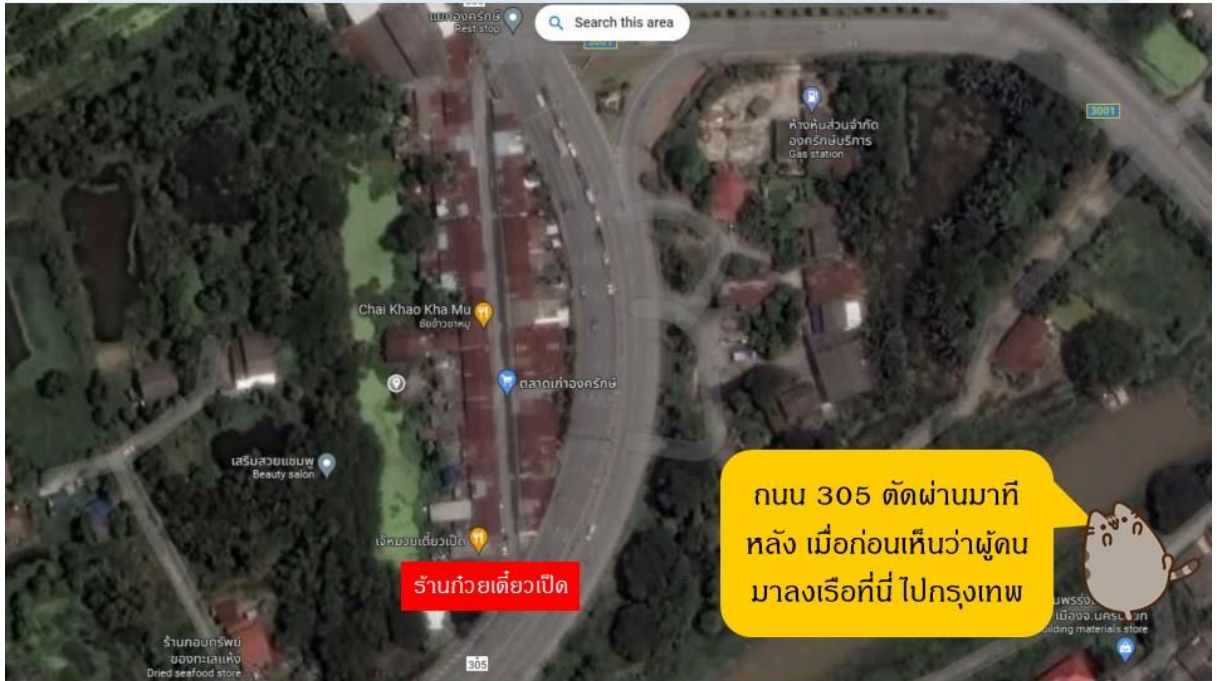 305
แยกองครักษ์
Rest stop
Search this area
3001
3001
ห้างหุ้นส่วนจำกัด
องครักษ์บริการ
Gas station
Chai Khao Kha Mu
ชัยข้าวขาหมู
ตลาดเก่าองครักษ์
เสริมสวยแชมพู
Beauty salon
เจ๊หมวยเตี๋ยวเป็ด
ร้านก๋วยเตี๋ยวเป็ด
ถนน 305 ตัดผ่านมาที
หลัง เมื่อก่อนเห็นว่าผู้คน
มาลงเรือที่นี่ ไปกรุงเทพ
เมืองจ.นคร
building materials store
ร้านกอบทรัพย์
ของทะเลแห้ง
Dried seafood store
305